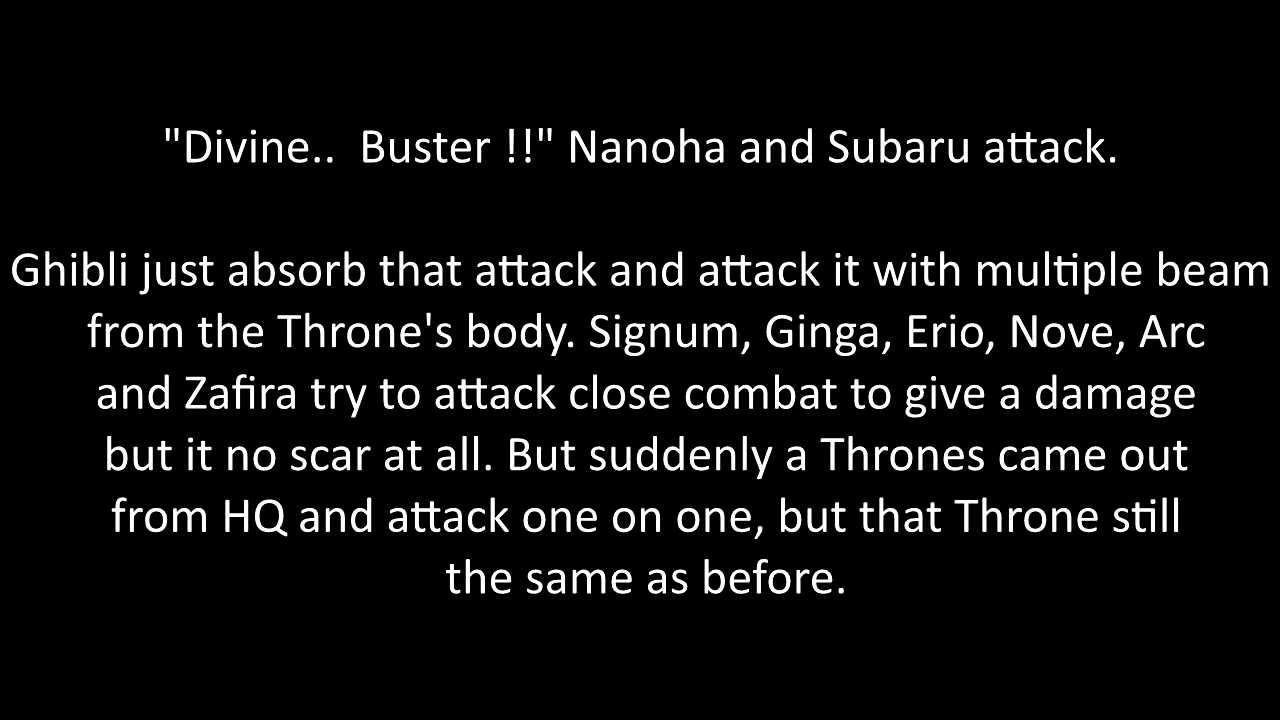 "Divine..  Buster !!" Nanoha and Subaru attack.
Ghibli just absorb that attack and attack it with multiple beam
from the Throne's body. Signum, Ginga, Erio, Nove, Arc
and Zafira try to attack close combat to give a damage
but it no scar at all. But suddenly a Thrones came out
from HQ and attack one on one, but that Throne still
the same as before.